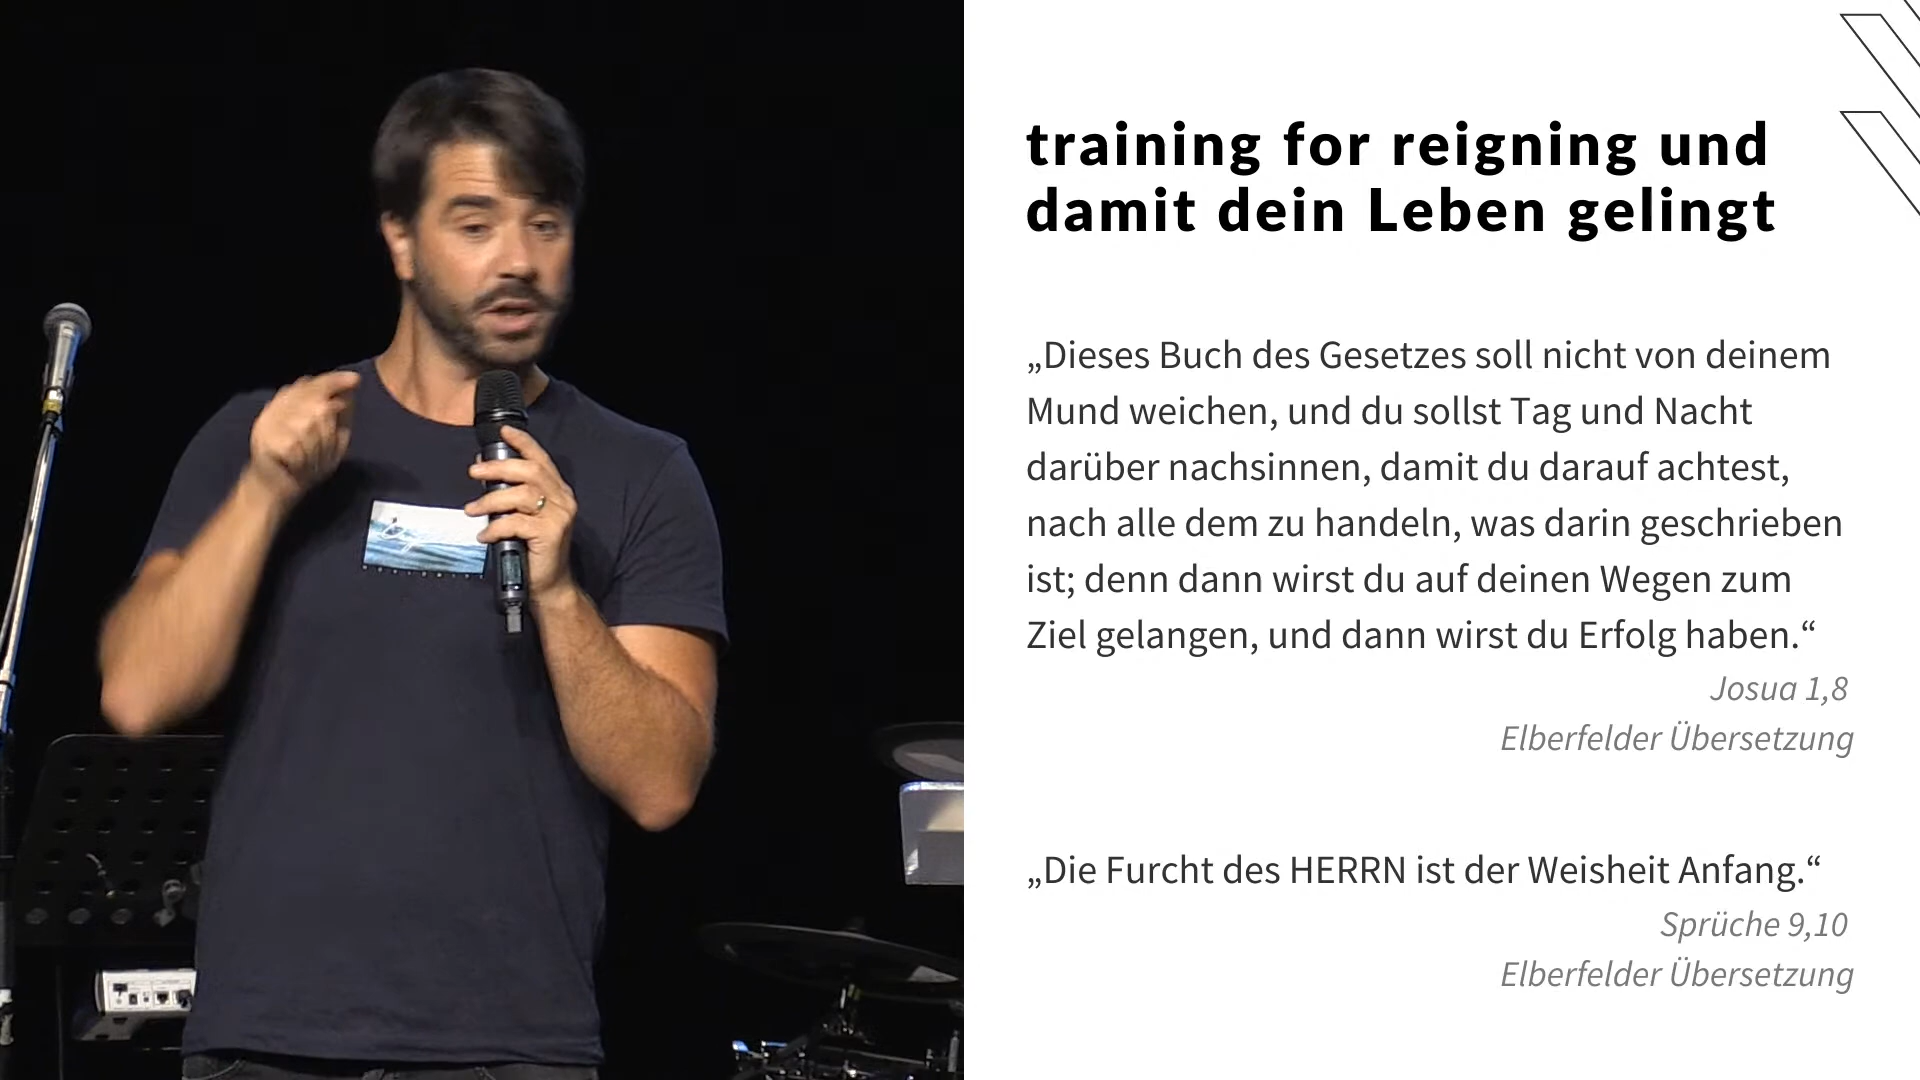 training for reigning und
damit dein Leben gelingt
„Dieses Buch des Gesetzes soll nicht von deinem
Mund weichen, und du sollst Tag und Nacht
darüber nachsinnen, damit du darauf achtest,
nach alle dem zu handeln, was darin geschrieben
ist; denn dann wirst du auf deinen Wegen zum
Ziel gelangen, und dann wirst du Erfolg haben.“
Josua 1,8
Elberfelder Übersetzung
„Die Furcht des HERRN ist der Weisheit Anfang.“
Sprüche 9,10
Elberfelder Übersetzung